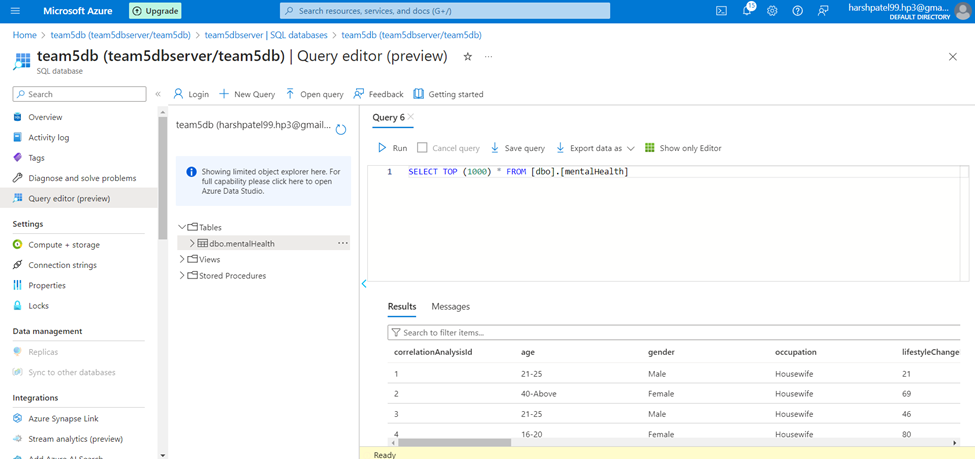 Microsoft Azure
Upgrade
Search resources, services, and docs (G+/)
15
harshpatel99.hp3@gma...
DEFAULT DIRECTORY
Home > team5db (team5dbserver/team5db) > team5dbserver | SQL databases > team5db (team5dbserver/team5db)
team5db (team5dbserver/team5db) | Query editor (preview)
SQL database
Search
Overview
Activity log
Tags
Diagnose and solve problems
Query editor (preview)
Settings
Compute + storage
Connection strings
Properties
Locks
Data management
Replicas
Sync to other databases
Integrations
Azure Synapse Link
Stream analytics (preview)
Add Azure AI Search
Login
New Query
Open query
Feedback
Getting started
team5db (harshpatel99.hp3@gmail...
Showing limited object explorer here. For
full capability please click here to open
Azure Data Studio.
Tables
dbo.mentalHealth
Views
Stored Procedures
Query 6
Run
Cancel query
Save query
Export data as
Show only Editor
1 SELECT TOP (1000) * FROM [dbo].[mentalHealth]
Results Messages
Search to filter items...
correlationAnalysisId age gender occupation lifestyleChange
1 21-25 Male Housewife 21
2 40-Above Female Housewife 69
3 21-25 Male Housewife 46
4 16-20 Female Housewife 80
Ready